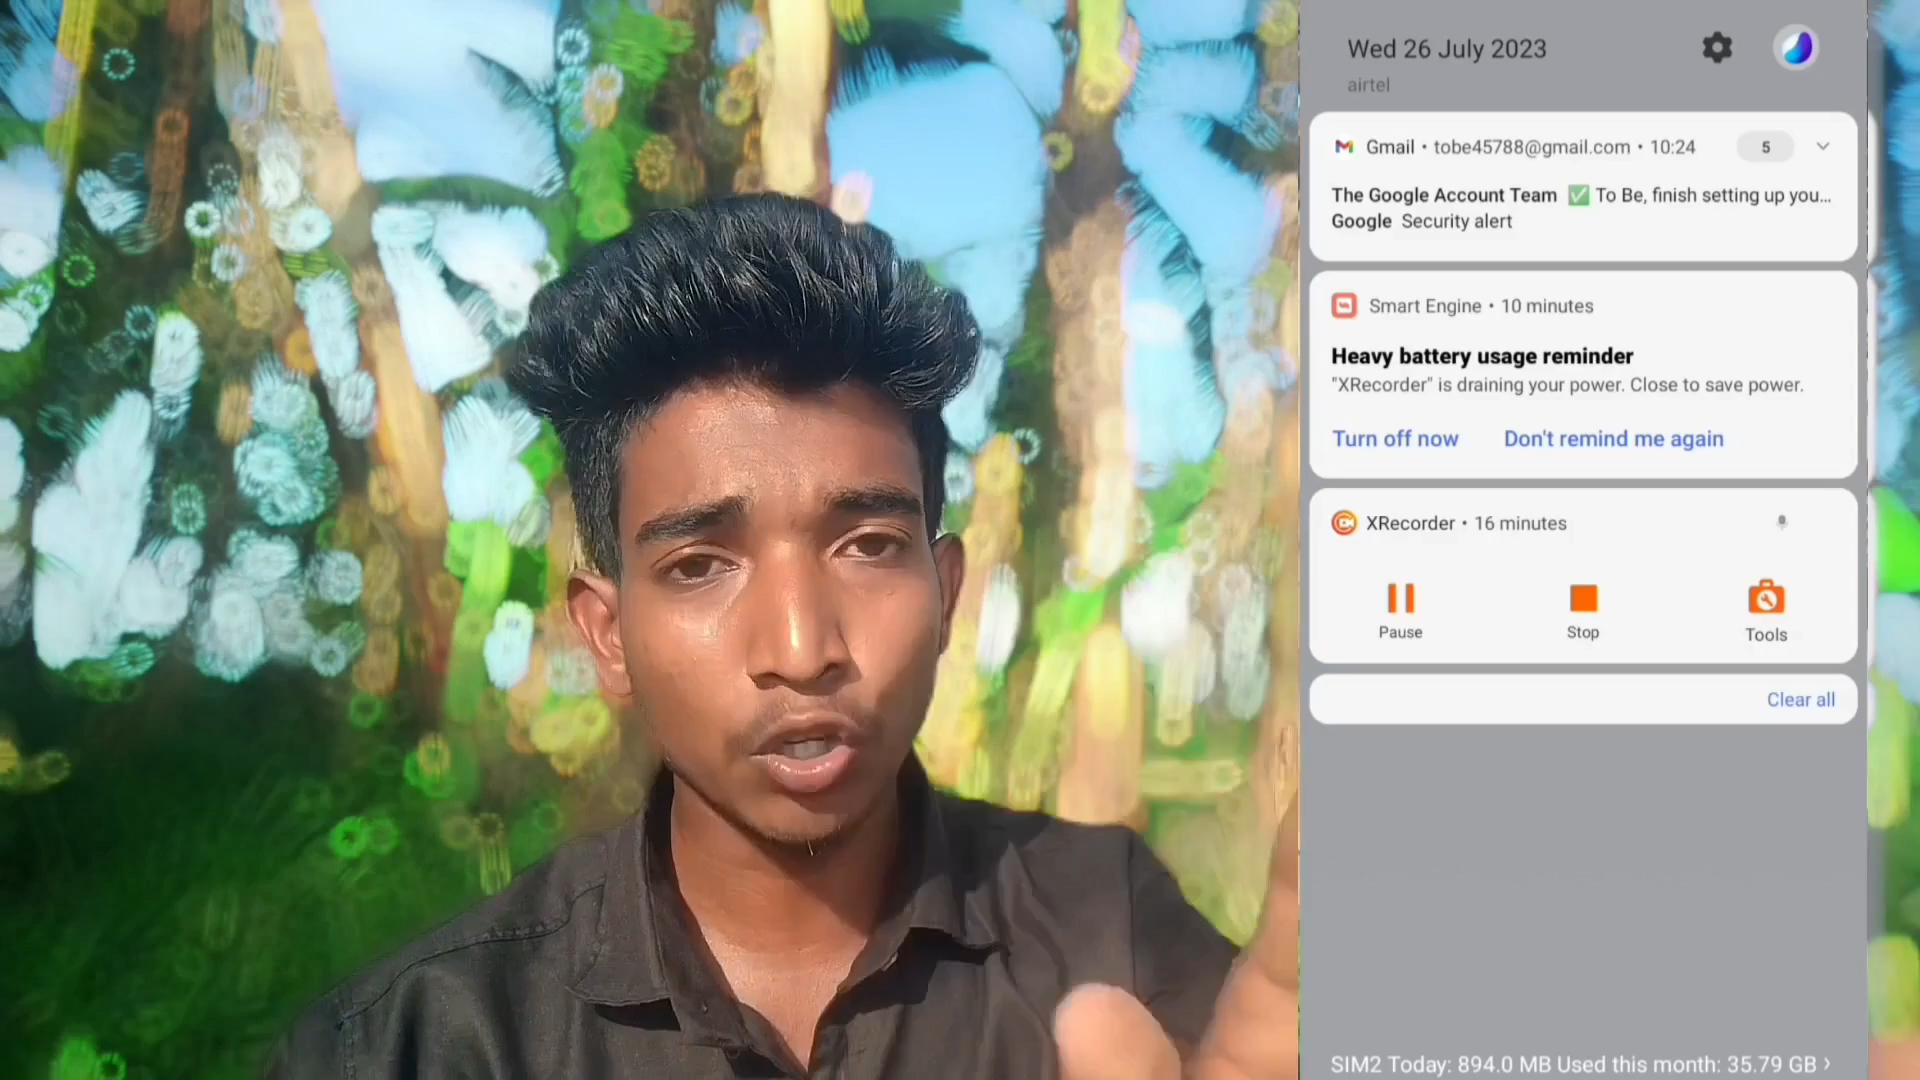 Wed 26 July 2023
airtel
Gmail • tobe45788@gmail.com • 10:24 5
The Google Account Team ✅ To Be, finish setting up you...
Google Security alert
Smart Engine • 10 minutes
Heavy battery usage reminder
"XRecorder" is draining your power. Close to save power.
Turn off now Don't remind me again
XRecorder • 16 minutes
Pause Stop Tools
Clear all
SIM2 Today: 894.0 MB Used this month: 35.79 GB ›